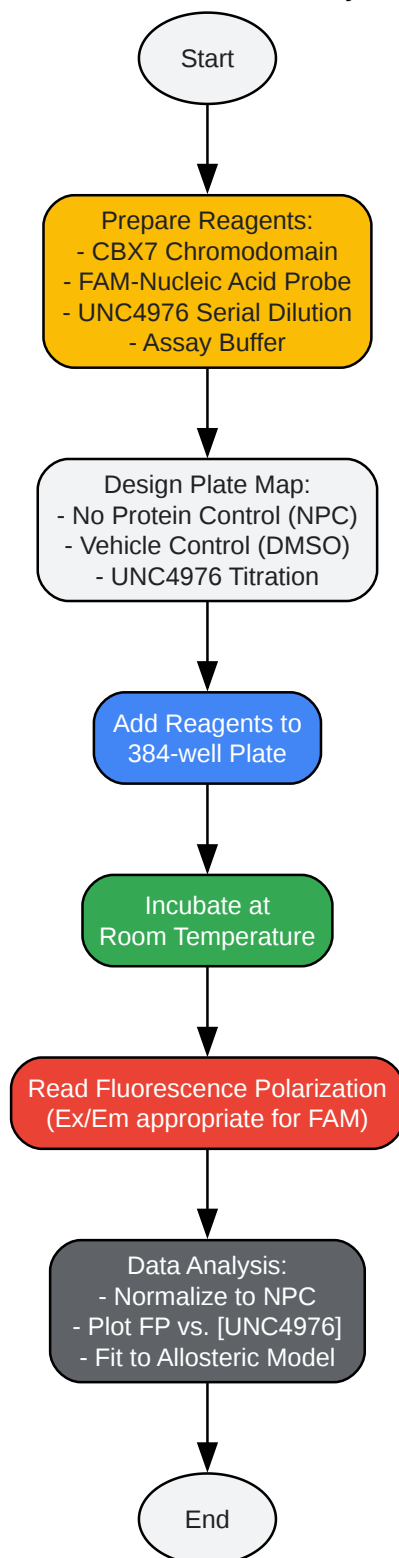 Start
Prepare Reagents:
- CBX7 Chromodomain
- FAM-Nucleic Acid Probe
- UNC4976 Serial Dilution
- Assay Buffer
Design Plate Map:
- No Protein Control (NPC)
- Vehicle Control (DMSO)
- UNC4976 Titration
Add Reagents to
384-well Plate
Incubate at
Room Temperature
Read Fluorescence Polarization
(Ex/Em appropriate for FAM)
Data Analysis:
- Normalize to NPC
- Plot FP vs. [UNC4976]
- Fit to Allosteric Model
End